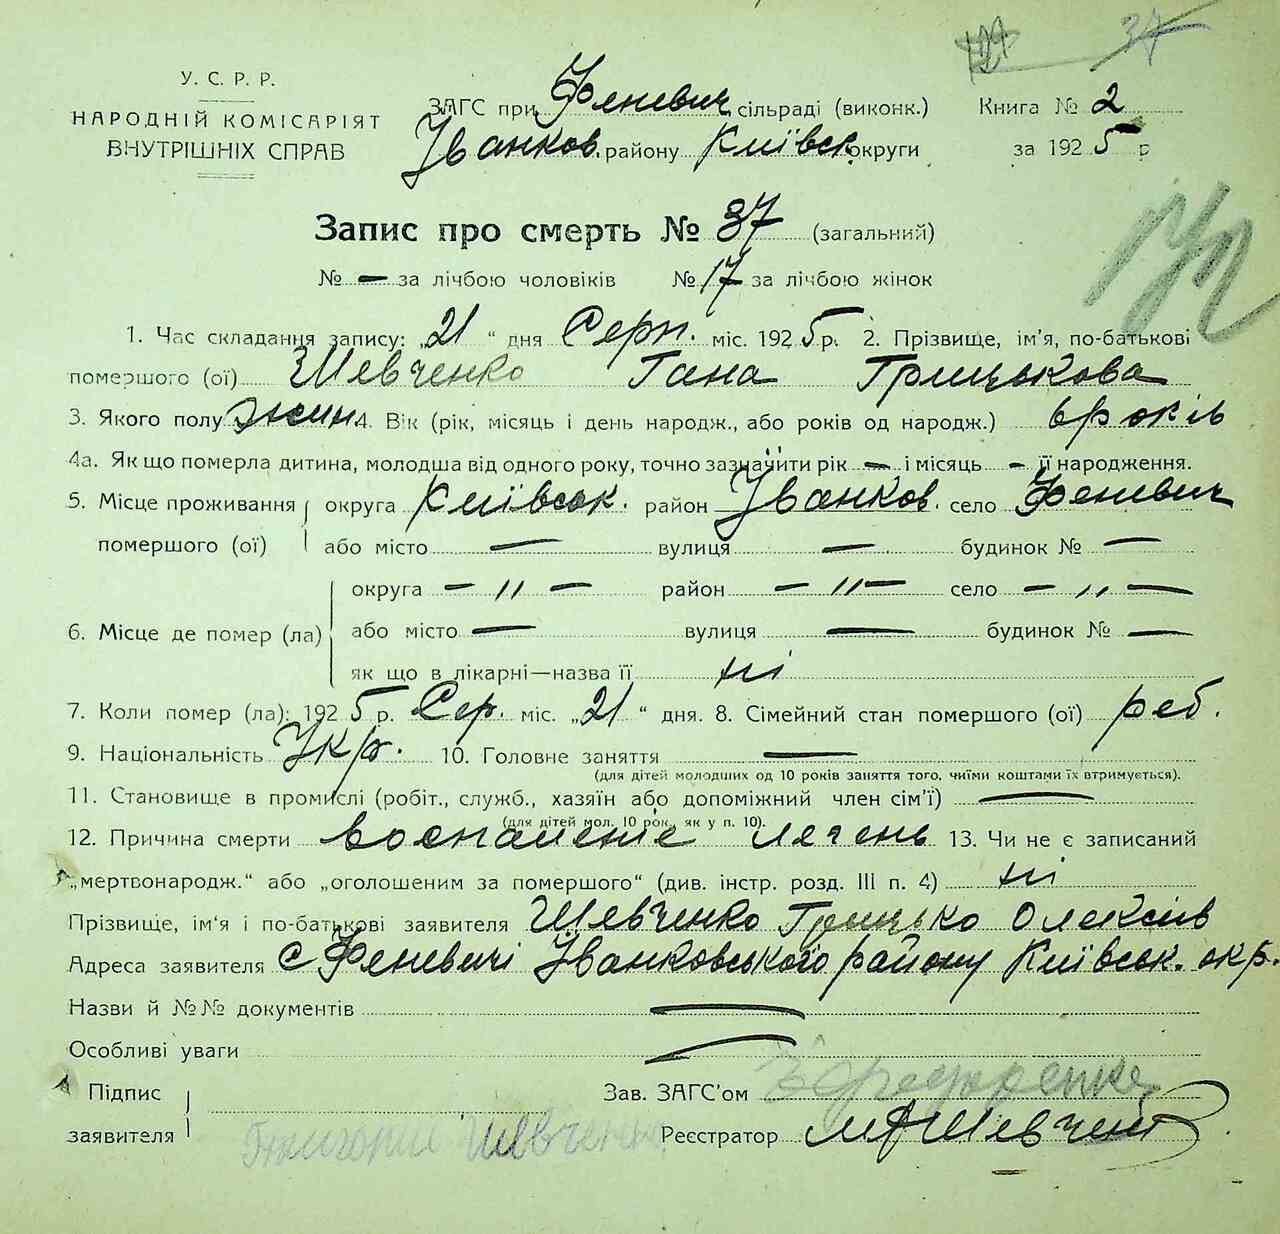 37
У. С. Р. Р.
НАРОДНІЙ КОМІСАРІЯТ
ВНУТРІШНІХ СПРАВ
ЗАГС при Феневич сільраді (виконк.)
Іванков. району Київськ округи
Книга № 2
за 1925 р
Запис про смерть № 37 (загальний)
№ — за лічбою чоловіків № 17 за лічбою жінок
1. Час складання запису: „21“ дня Серп. міс. 1925 р. 2. Прізвище, ім'я, по-батькові
помершого (ої) Шевченко Гана Грицькова
3. Якого полу жин. 4. Вік (рік, місяць і день народж., або років од народж.) 6 років
4а. Як що померла дитина, молодша від одного року, точно зазначити рік — і місяць - її народження.
5. Місце проживання помершого (ої) округа Київськ. район Іванков. село Феневич
або місто — вулиця — будинок № —
6. Місце де помер (ла) округа — 〃 — район — 〃 — село — 〃 —
або місто — вулиця — будинок № —
як що в лікарні—назва її ні
7. Коли помер (ла): 1925 р. Сер. міс. „21“ дня. 8. Сімейний стан помершого (ої) реб.
9. Національність Укр. 10. Головне заняття —
(для дітей молодших од 10 років заняття того, чиїми коштами їх втримується).
11. Становище в промислі (робіт., служб., хазяїн або допоміжний член сім'ї) —
(для дітей мол. 10 рок., як у п. 10).
12. Причина смерти воспаление лечень 13. Чи не є записаний
„мертвонародж.“ або „оголошеним за помершого“ (див. інстр. розд. III п. 4) ні
Прізвище, ім'я і по-батькові заявителя Шевченко Грицько Олексіїв
Адреса заявителя с Феневичі Іванковського району Київськ. окр.
Назви й №№ документів —
Особливі уваги —
Підпис заявителя Григорий Шевченко
Зав. ЗАГС'ом Федоренко
Реєстратор Шевченко